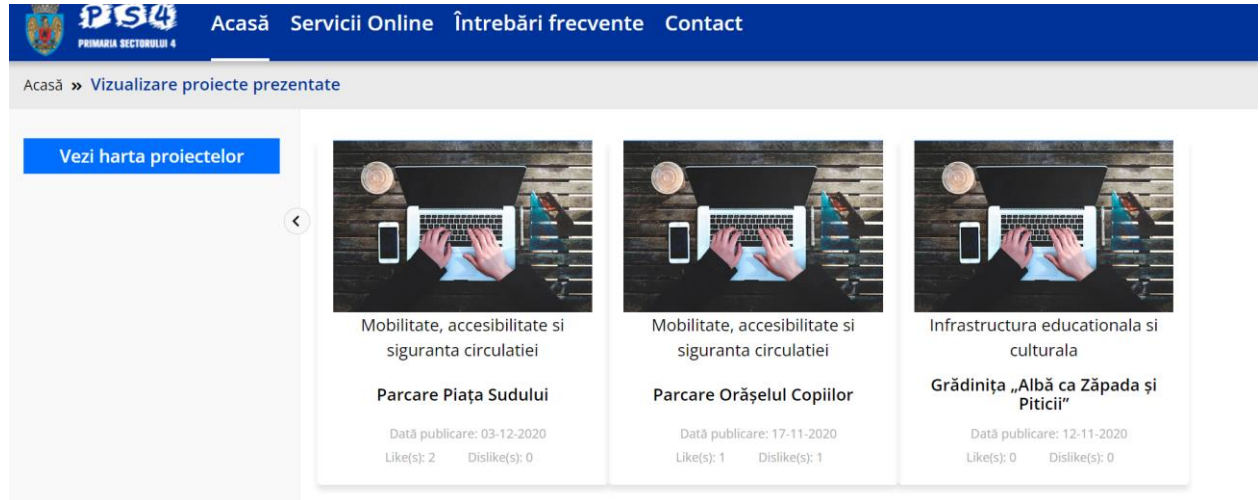 PS4
PRIMARIA SECTORULUI 4
Acasă Servicii Online Întrebări frecvente Contact
Acasă » Vizualizare proiecte prezentate
Vezi harta proiectelor
Mobilitate, accesibilitate si
siguranta circulatiei
Parcare Piața Sudului
Dată publicare: 03-12-2020
Like(s): 2 Dislike(s): 0
Mobilitate, accesibilitate si
siguranta circulatiei
Parcare Orășelul Copiilor
Dată publicare: 17-11-2020
Like(s): 1 Dislike(s): 1
Infrastructura educationala si
culturala
Grădinița „Albă ca Zăpada și
Piticii”
Dată publicare: 12-11-2020
Like(s): 0 Dislike(s): 0